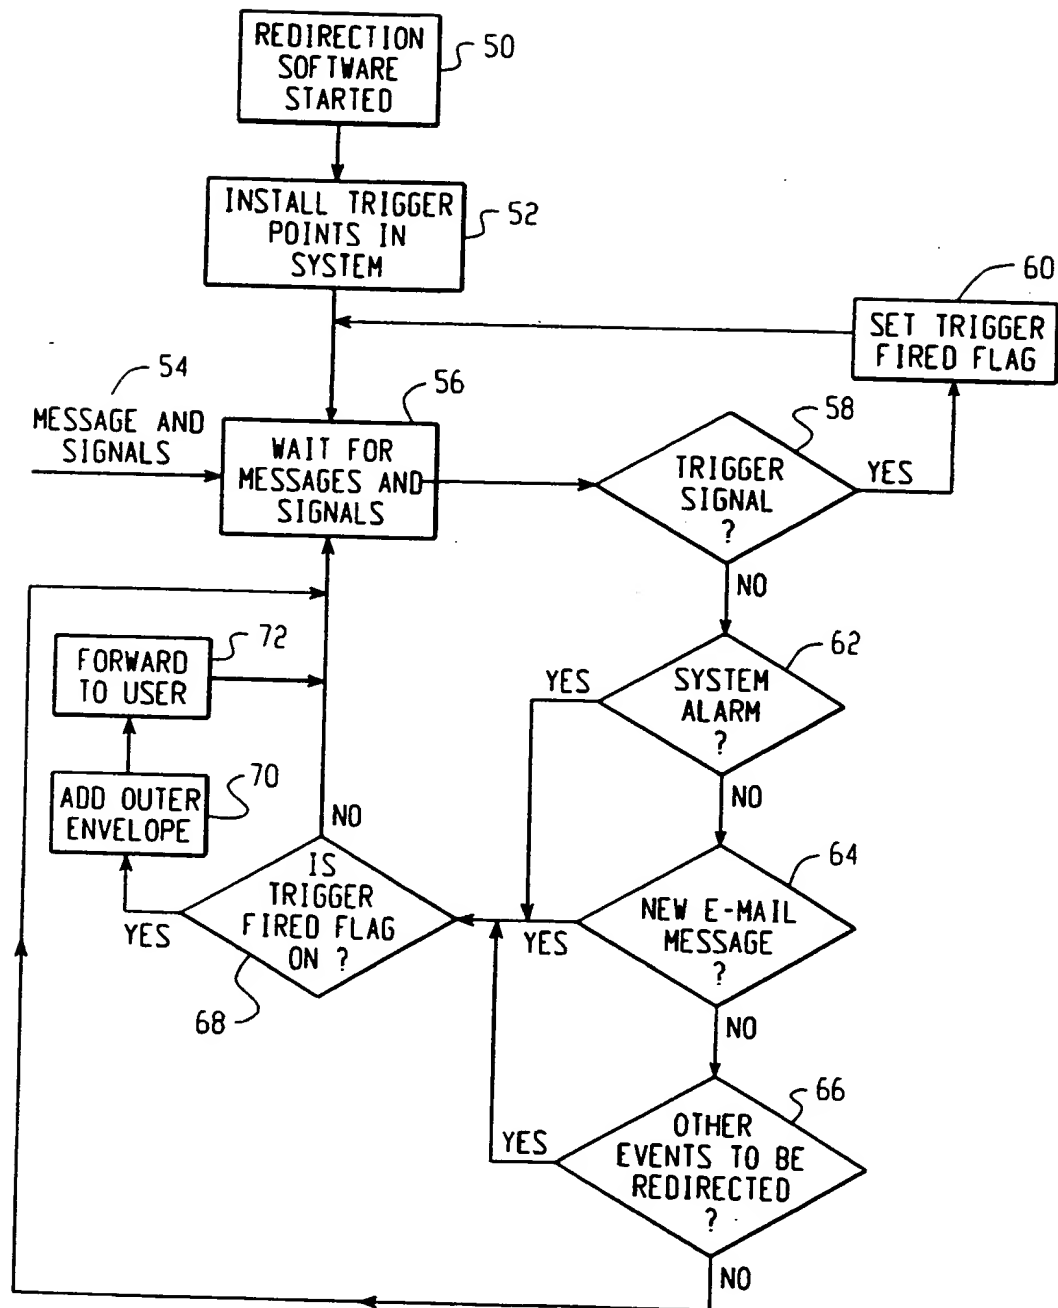 REDIRECTION
SOFTWARE
STARTED
50
INSTALL TRIGGER
POINTS IN
SYSTEM
52
60
SET TRIGGER
FIRED FLAG
54
MESSAGE AND
SIGNALS
56
WAIT FOR
MESSAGES AND
SIGNALS
58
TRIGGER
SIGNAL
?
YES
NO
62
SYSTEM
ALARM
?
YES
NO
72
FORWARD
TO USER
70
ADD OUTER
ENVELOPE
NO
IS
TRIGGER
FIRED FLAG
ON ?
YES
68
64
NEW E-MAIL
MESSAGE
?
YES
NO
66
OTHER
EVENTS TO BE
REDIRECTED
?
YES
NO